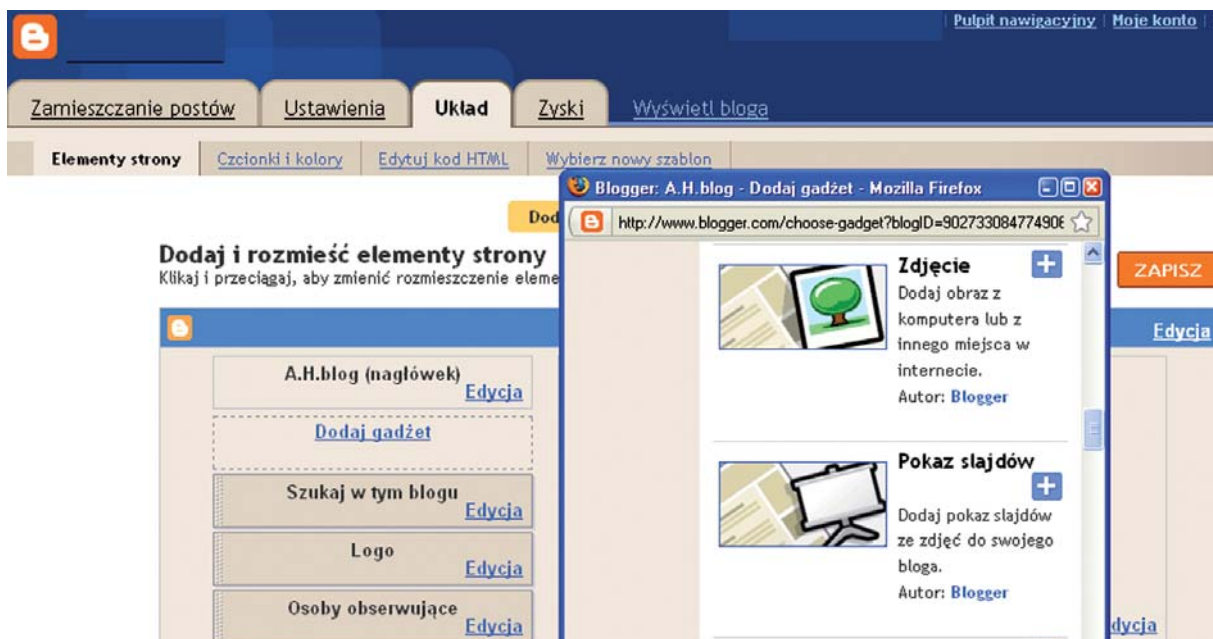 Pulpit nawigacyjny | Moje konto |
Zamieszczanie postów Ustawienia Układ Zyski Wyświetl bloga
Elementy strony Czcionki i kolory Edytuj kod HTML Wybierz nowy szablon
Blogger: A.H.blog - Dodaj gadżet - Mozilla Firefox
http://www.blogger.com/choose-gadget?blogID=902733084774906
Dod
Dodaj i rozmieść elementy strony
Klikaj i przeciągaj, aby zmienić rozmieszczenie eleme
ZAPISZ
Edycja
A.H.blog (nagłówek)
Edycja
Dodaj gadżet
Szukaj w tym blogu
Edycja
Logo
Edycja
Osoby obserwujące
Edycja
Zdjęcie
Dodaj obraz z
komputera lub z
innego miejsca w
internecie.
Autor: Blogger
Pokaz slajdów
Dodaj pokaz slajdów
ze zdjęć do swojego
bloga.
Autor: Blogger
dycja